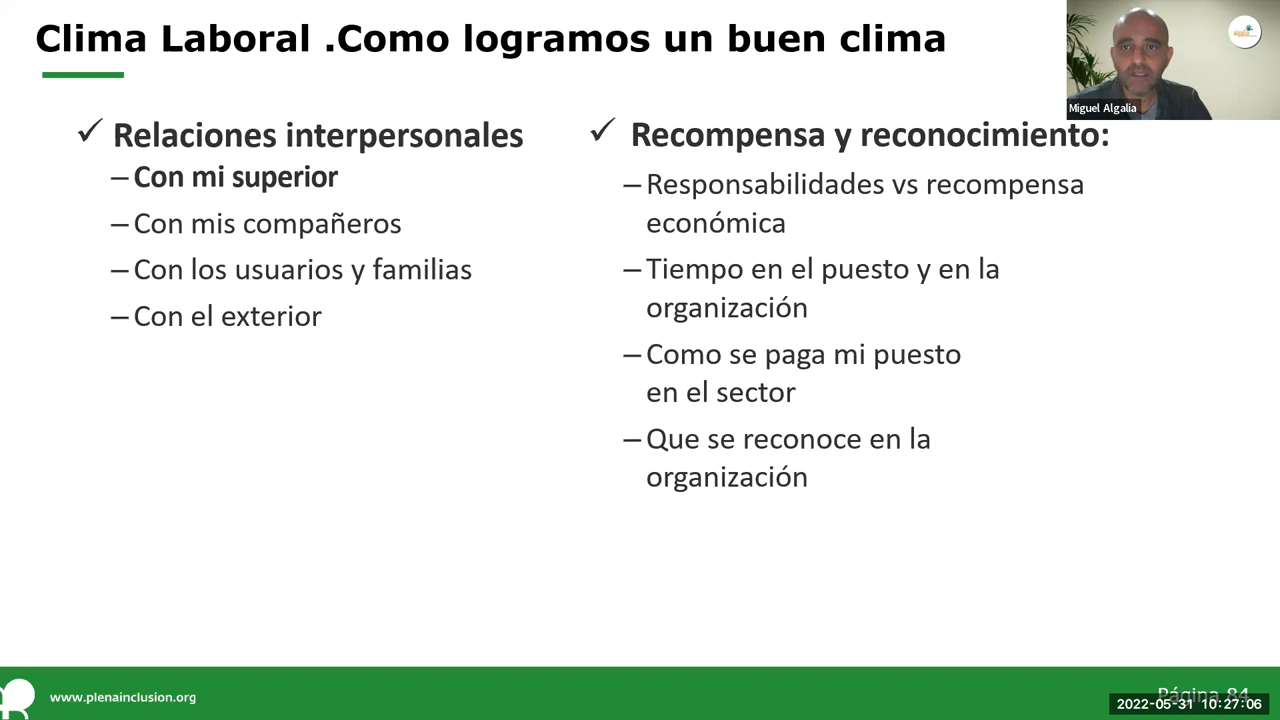 Clima Laboral .Como logramos un buen clima
Miguel Algalia
✓ Relaciones interpersonales
– Con mi superior
– Con mis compañeros
– Con los usuarios y familias
– Con el exterior
✓ Recompensa y reconocimiento:
– Responsabilidades vs recompensa
económica
– Tiempo en el puesto y en la
organización
– Como se paga mi puesto
en el sector
– Que se reconoce en la
organización
www.plenainclusion.org
Página 84
2022-05-31 10:27:06